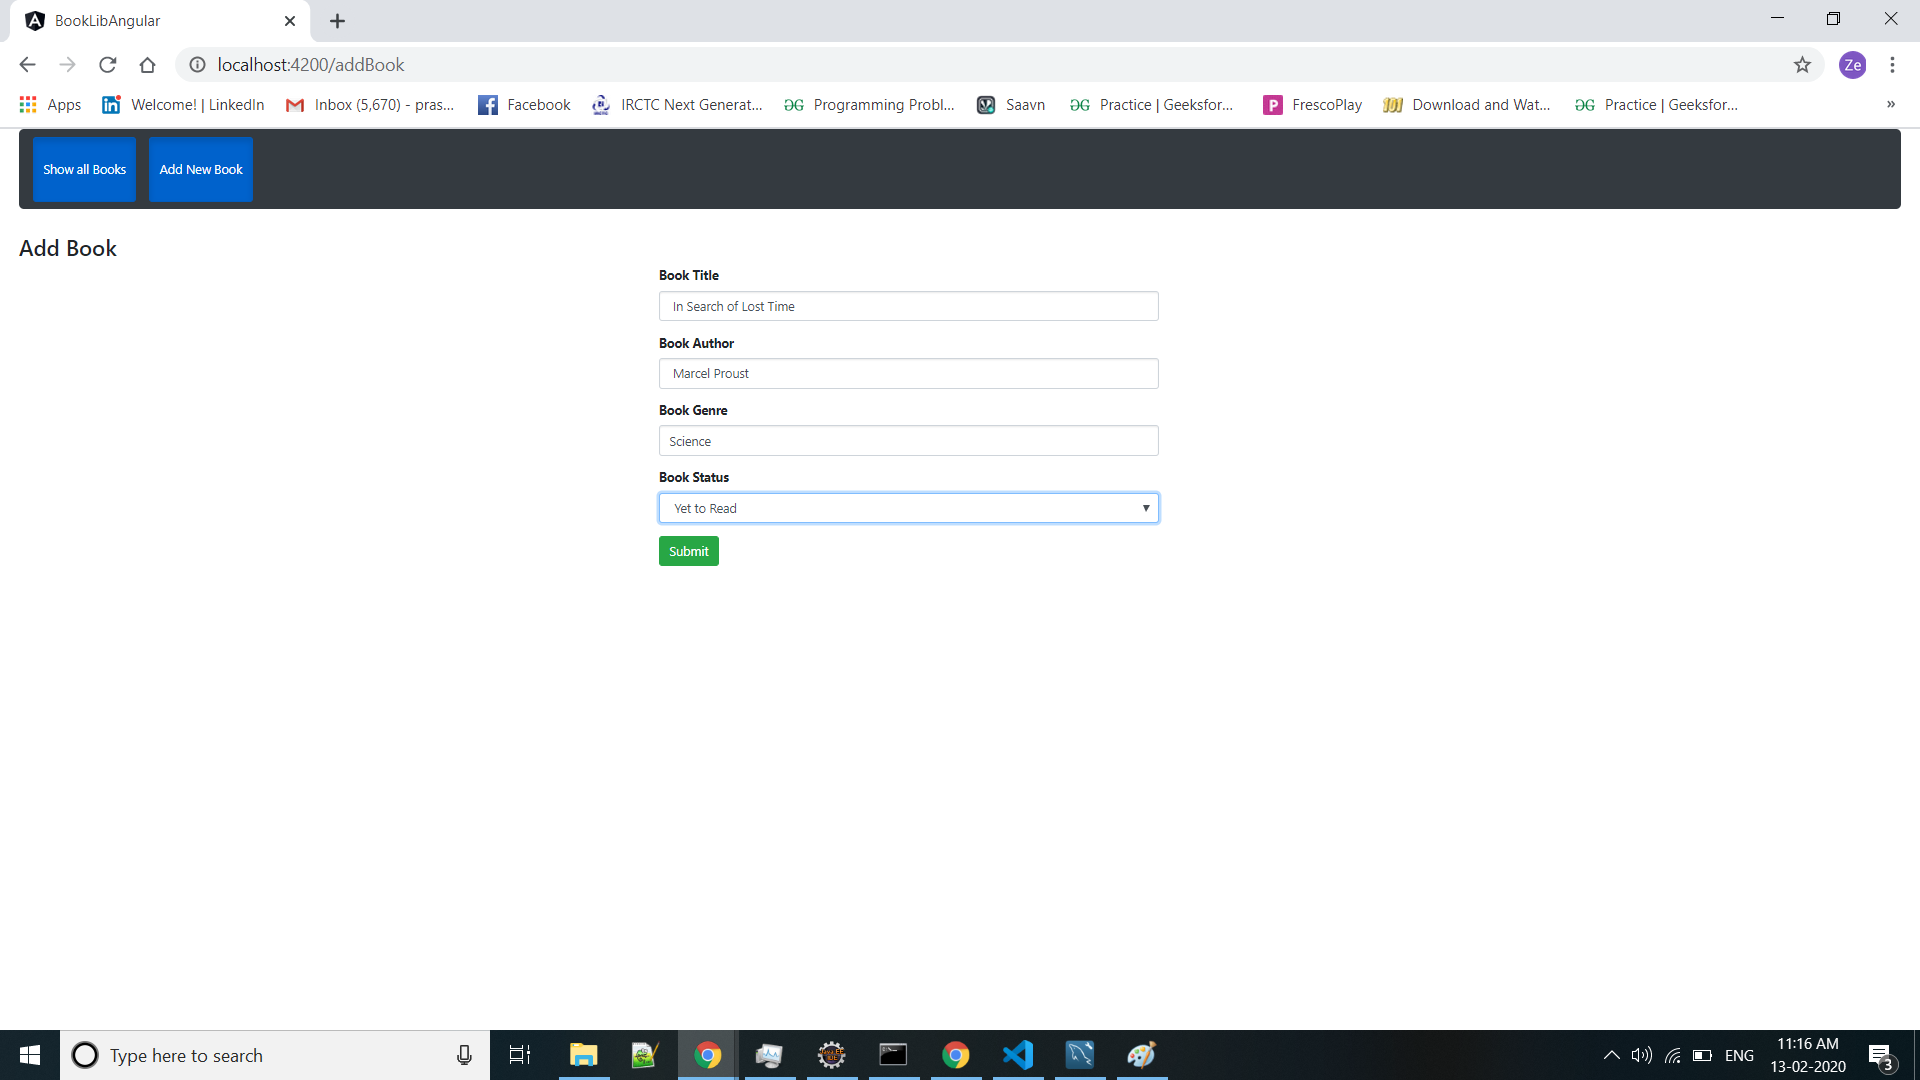 BookLibAngular
localhost:4200/addBook
Ze
Apps
Welcome! | LinkedIn
Inbox (5,670) - pras...
Facebook
IRCTC Next Generat...
Programming Probl...
Saavn
Practice | Geeksfor...
FrescoPlay
Download and Wat...
Practice | Geeksfor...
»
Show all Books
Add New Book
Add Book
Book Title
In Search of Lost Time
Book Author
Marcel Proust
Book Genre
Science
Book Status
Yet to Read
Submit
Type here to search
ENG
11:16 AM
13-02-2020
3